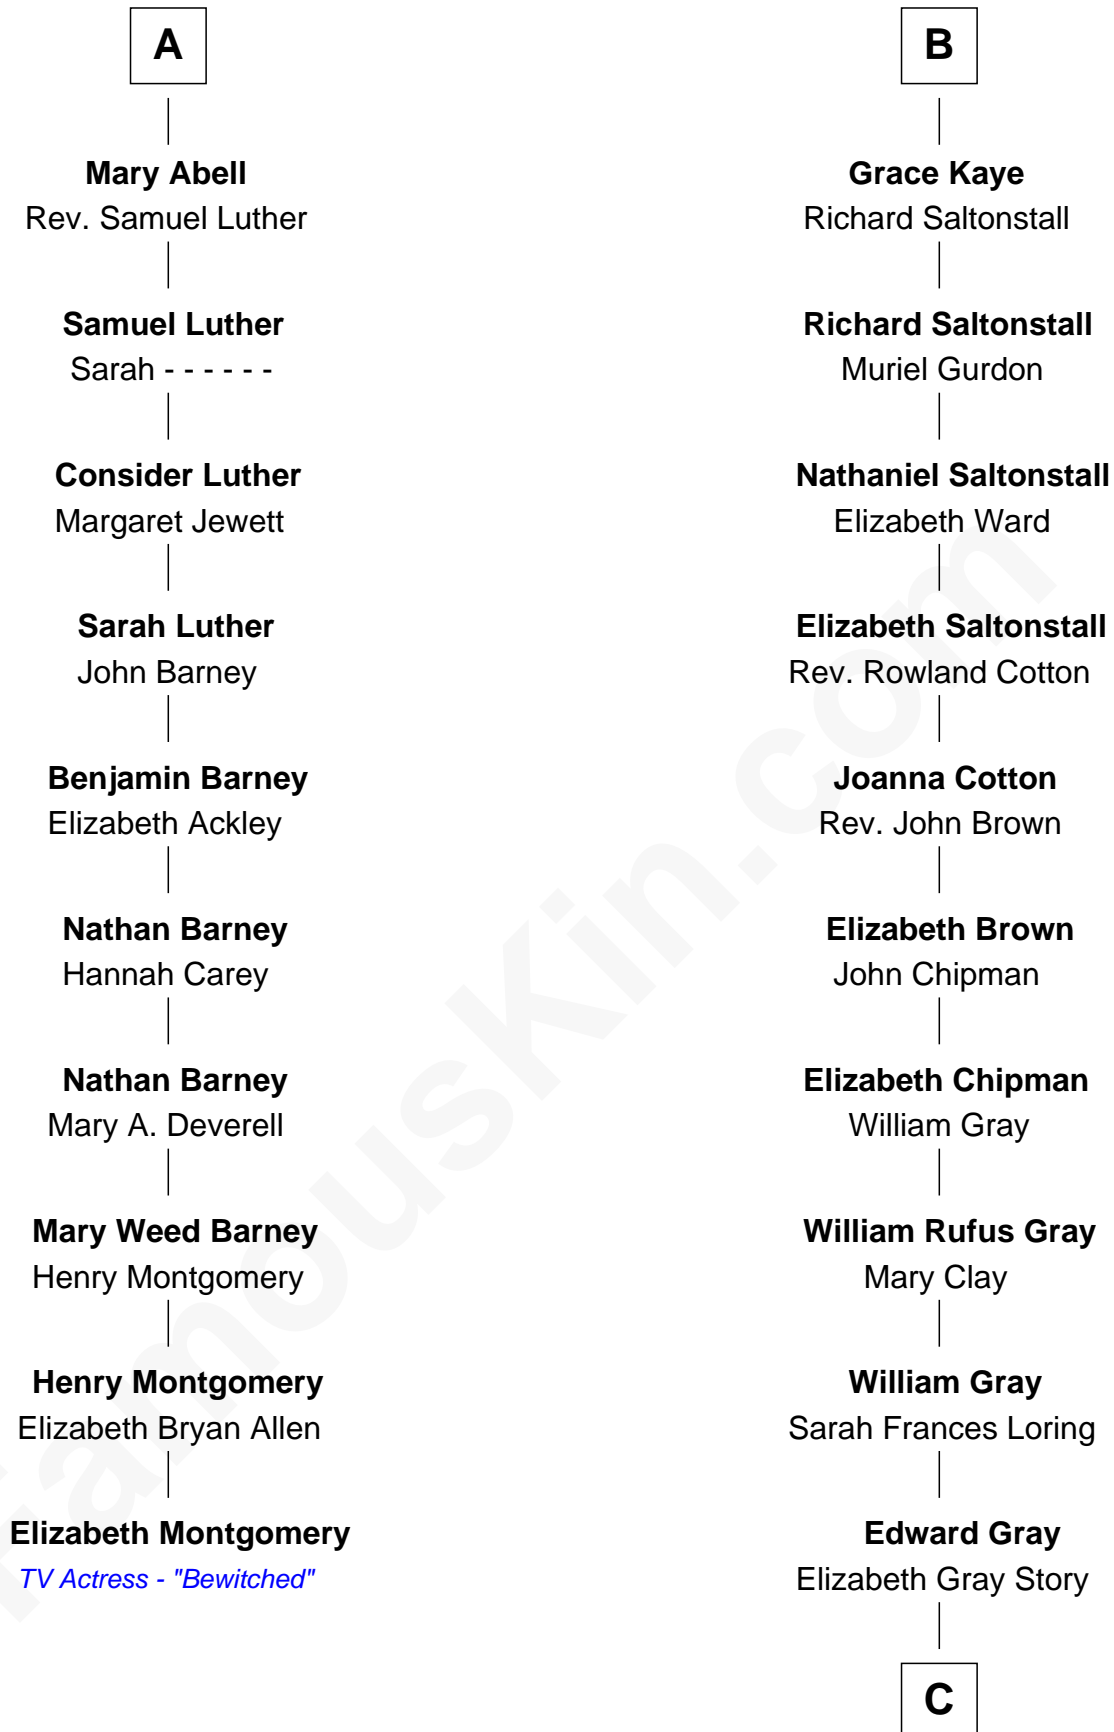 A
Mary Abell
Rev. Samuel Luther
Samuel Luther
Sarah - - - - - -
Consider Luther
Margaret Jewett
Sarah Luther
John Barney
Benjamin Barney
Elizabeth Ackley
Nathan Barney
Hannah Carey
Nathan Barney
Mary A. Deverell
Mary Weed Barney
Henry Montgomery
Henry Montgomery
Elizabeth Bryan Allen
Elizabeth Montgomery
TV Actress - "Bewitched"
B
Grace Kaye
Richard Saltonstall
Richard Saltonstall
Muriel Gurdon
Nathaniel Saltonstall
Elizabeth Ward
Elizabeth Saltonstall
Rev. Rowland Cotton
Joanna Cotton
Rev. John Brown
Elizabeth Brown
John Chipman
Elizabeth Chipman
William Gray
William Rufus Gray
Mary Clay
William Gray
Sarah Frances Loring
Edward Gray
Elizabeth Gray Story
C
FamousKin.com